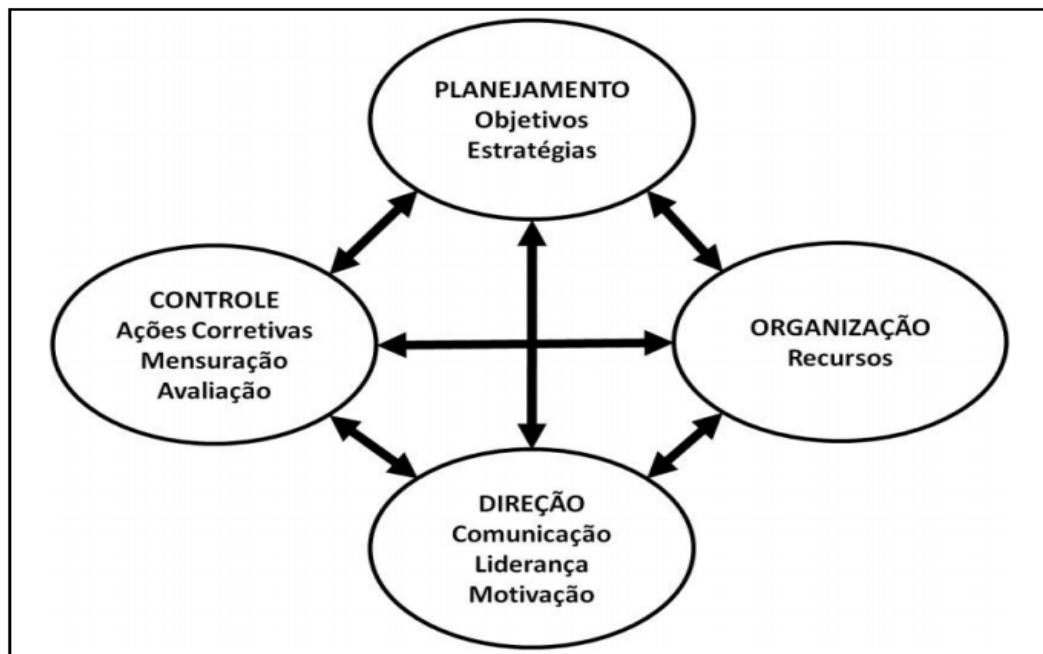 PLANEJAMENTO
Objetivos
Estratégias
CONTROLE
Ações Corretivas
Mensuração
Avaliação
ORGANIZAÇÃO
Recursos
DIREÇÃO
Comunicação
Liderança
Motivação